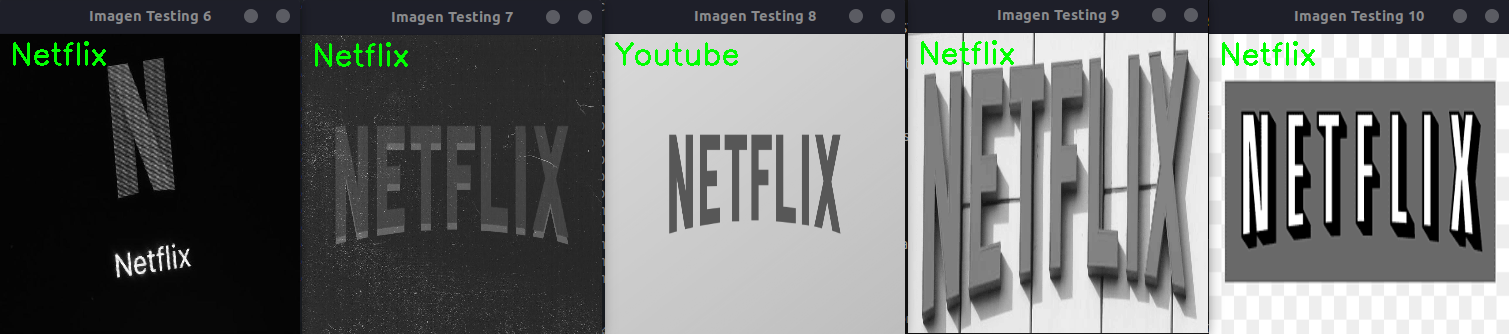 Imagen Testing 6
Netflix
N
Netflix
Imagen Testing 7
Netflix
NETFLIX
Imagen Testing 8
Youtube
NETFLIX
Imagen Testing 9
Netflix
NETFLIX
Imagen Testing 10
Netflix
NETFLIX